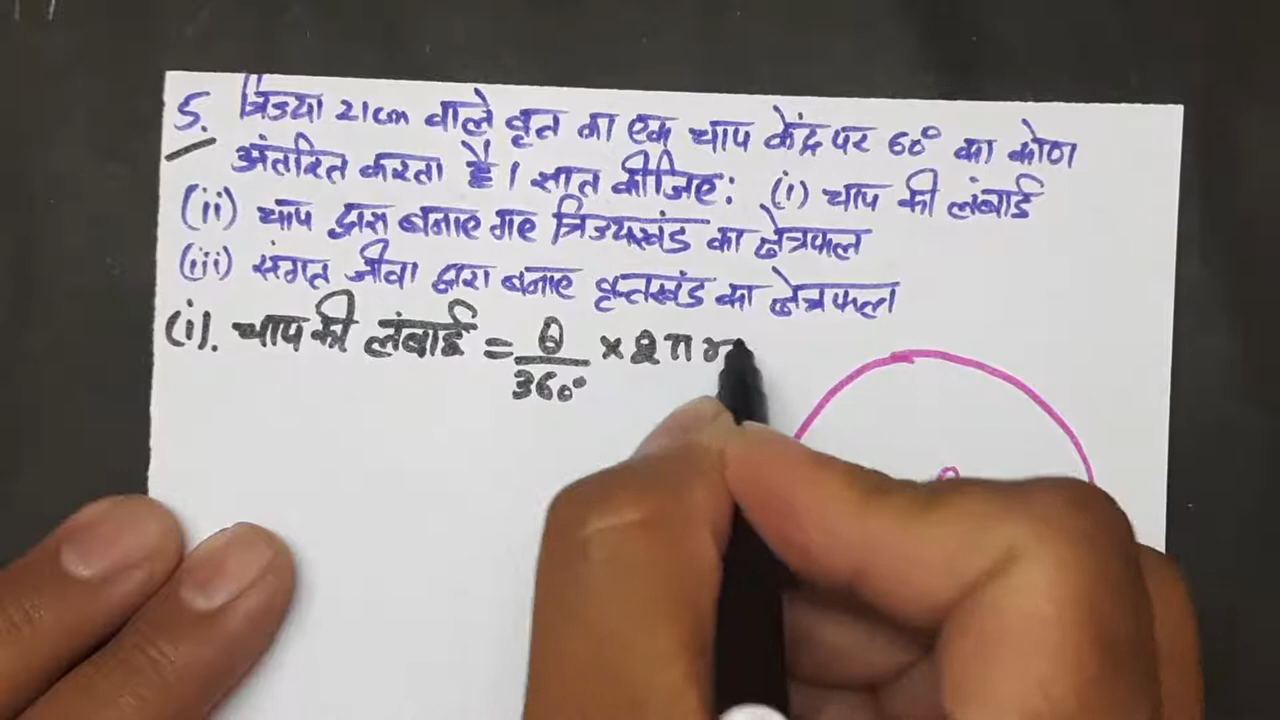 5. त्रिज्या 21cm वाले वृत का एक चाप केंद्र पर 60° का कोण
अंतरित करता है। ज्ञात कीजिए: (i) चाप की लंबाई
(ii) चाप द्वारा बनाए गए त्रिज्यखंड का क्षेत्रफल
(iii) संगत जीवा द्वारा बनाए वृत्तखंड का क्षेत्रफल
(i). चाप की लंबाई = θ/360° × 2πr